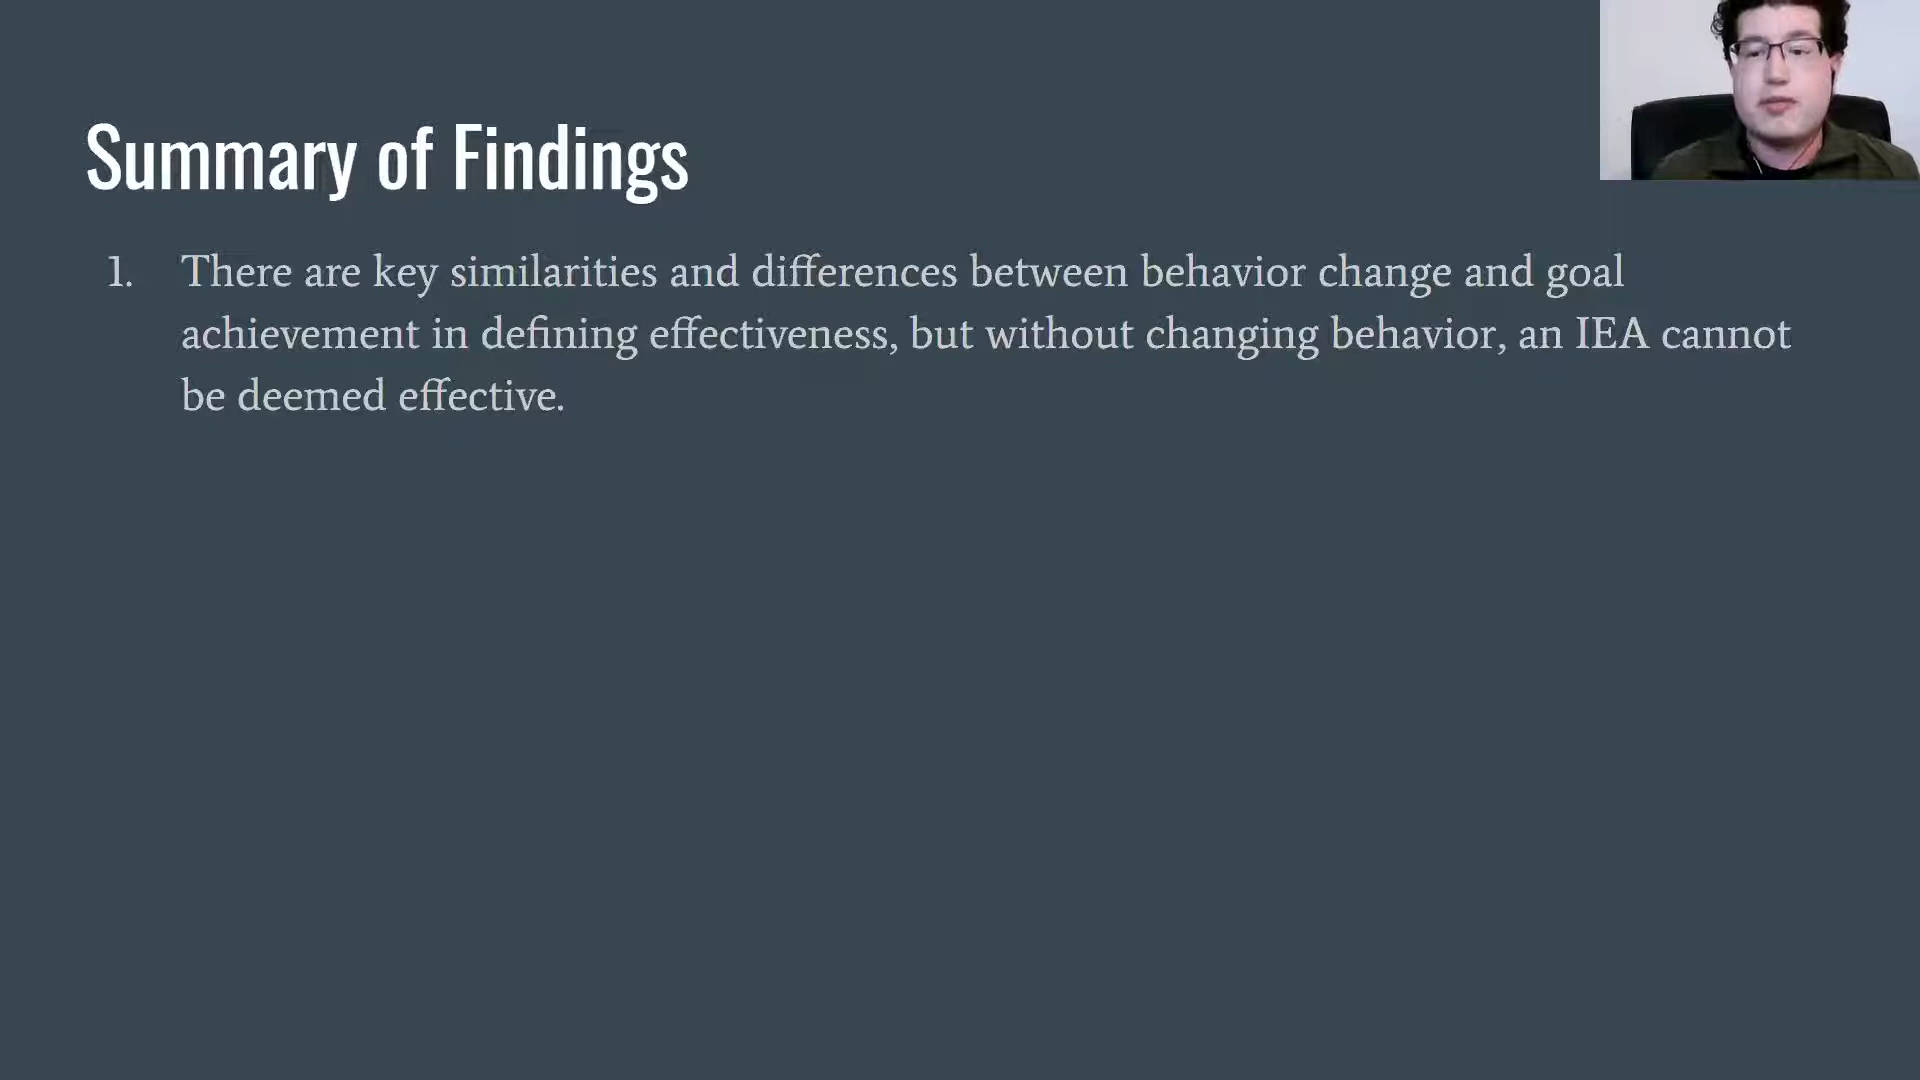 Summary of Findings
1. There are key similarities and differences between behavior change and goal
achievement in defining effectiveness, but without changing behavior, an IEA cannot
be deemed effective.